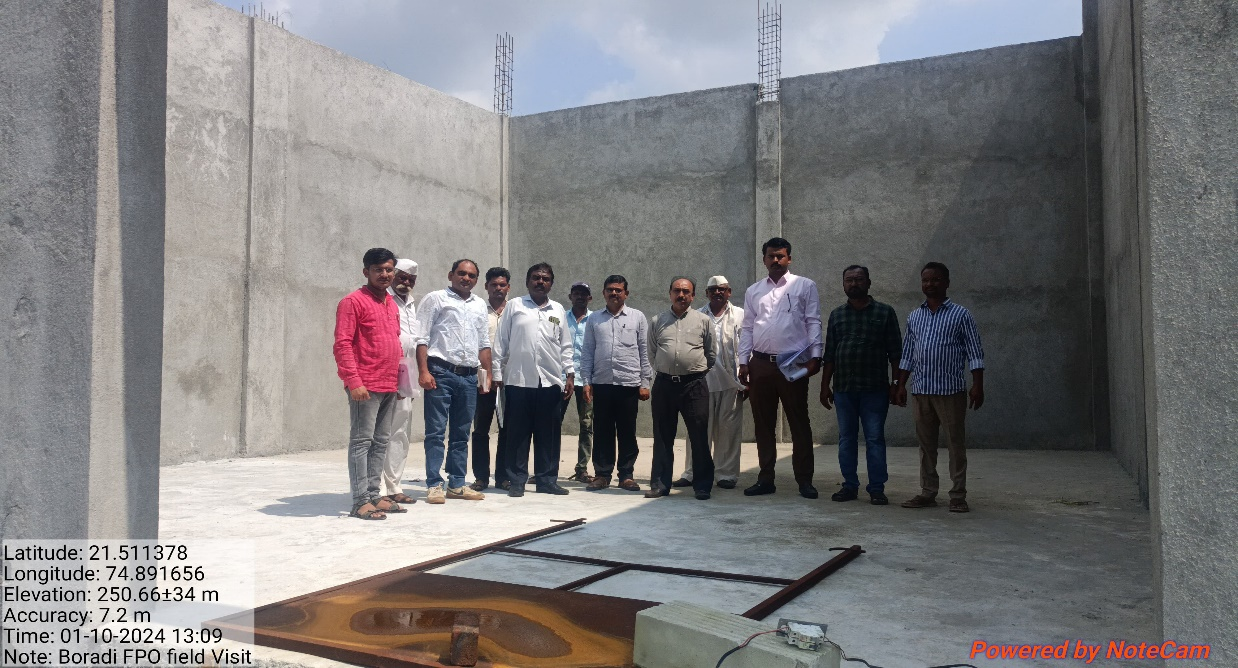 Latitude: 21.511378
Longitude: 74.891656
Elevation: 250.66±34 m
Accuracy: 7.2 m
Time: 01-10-2024 13:09
Note: Boradi FPO field Visit
Powered by NoteCam